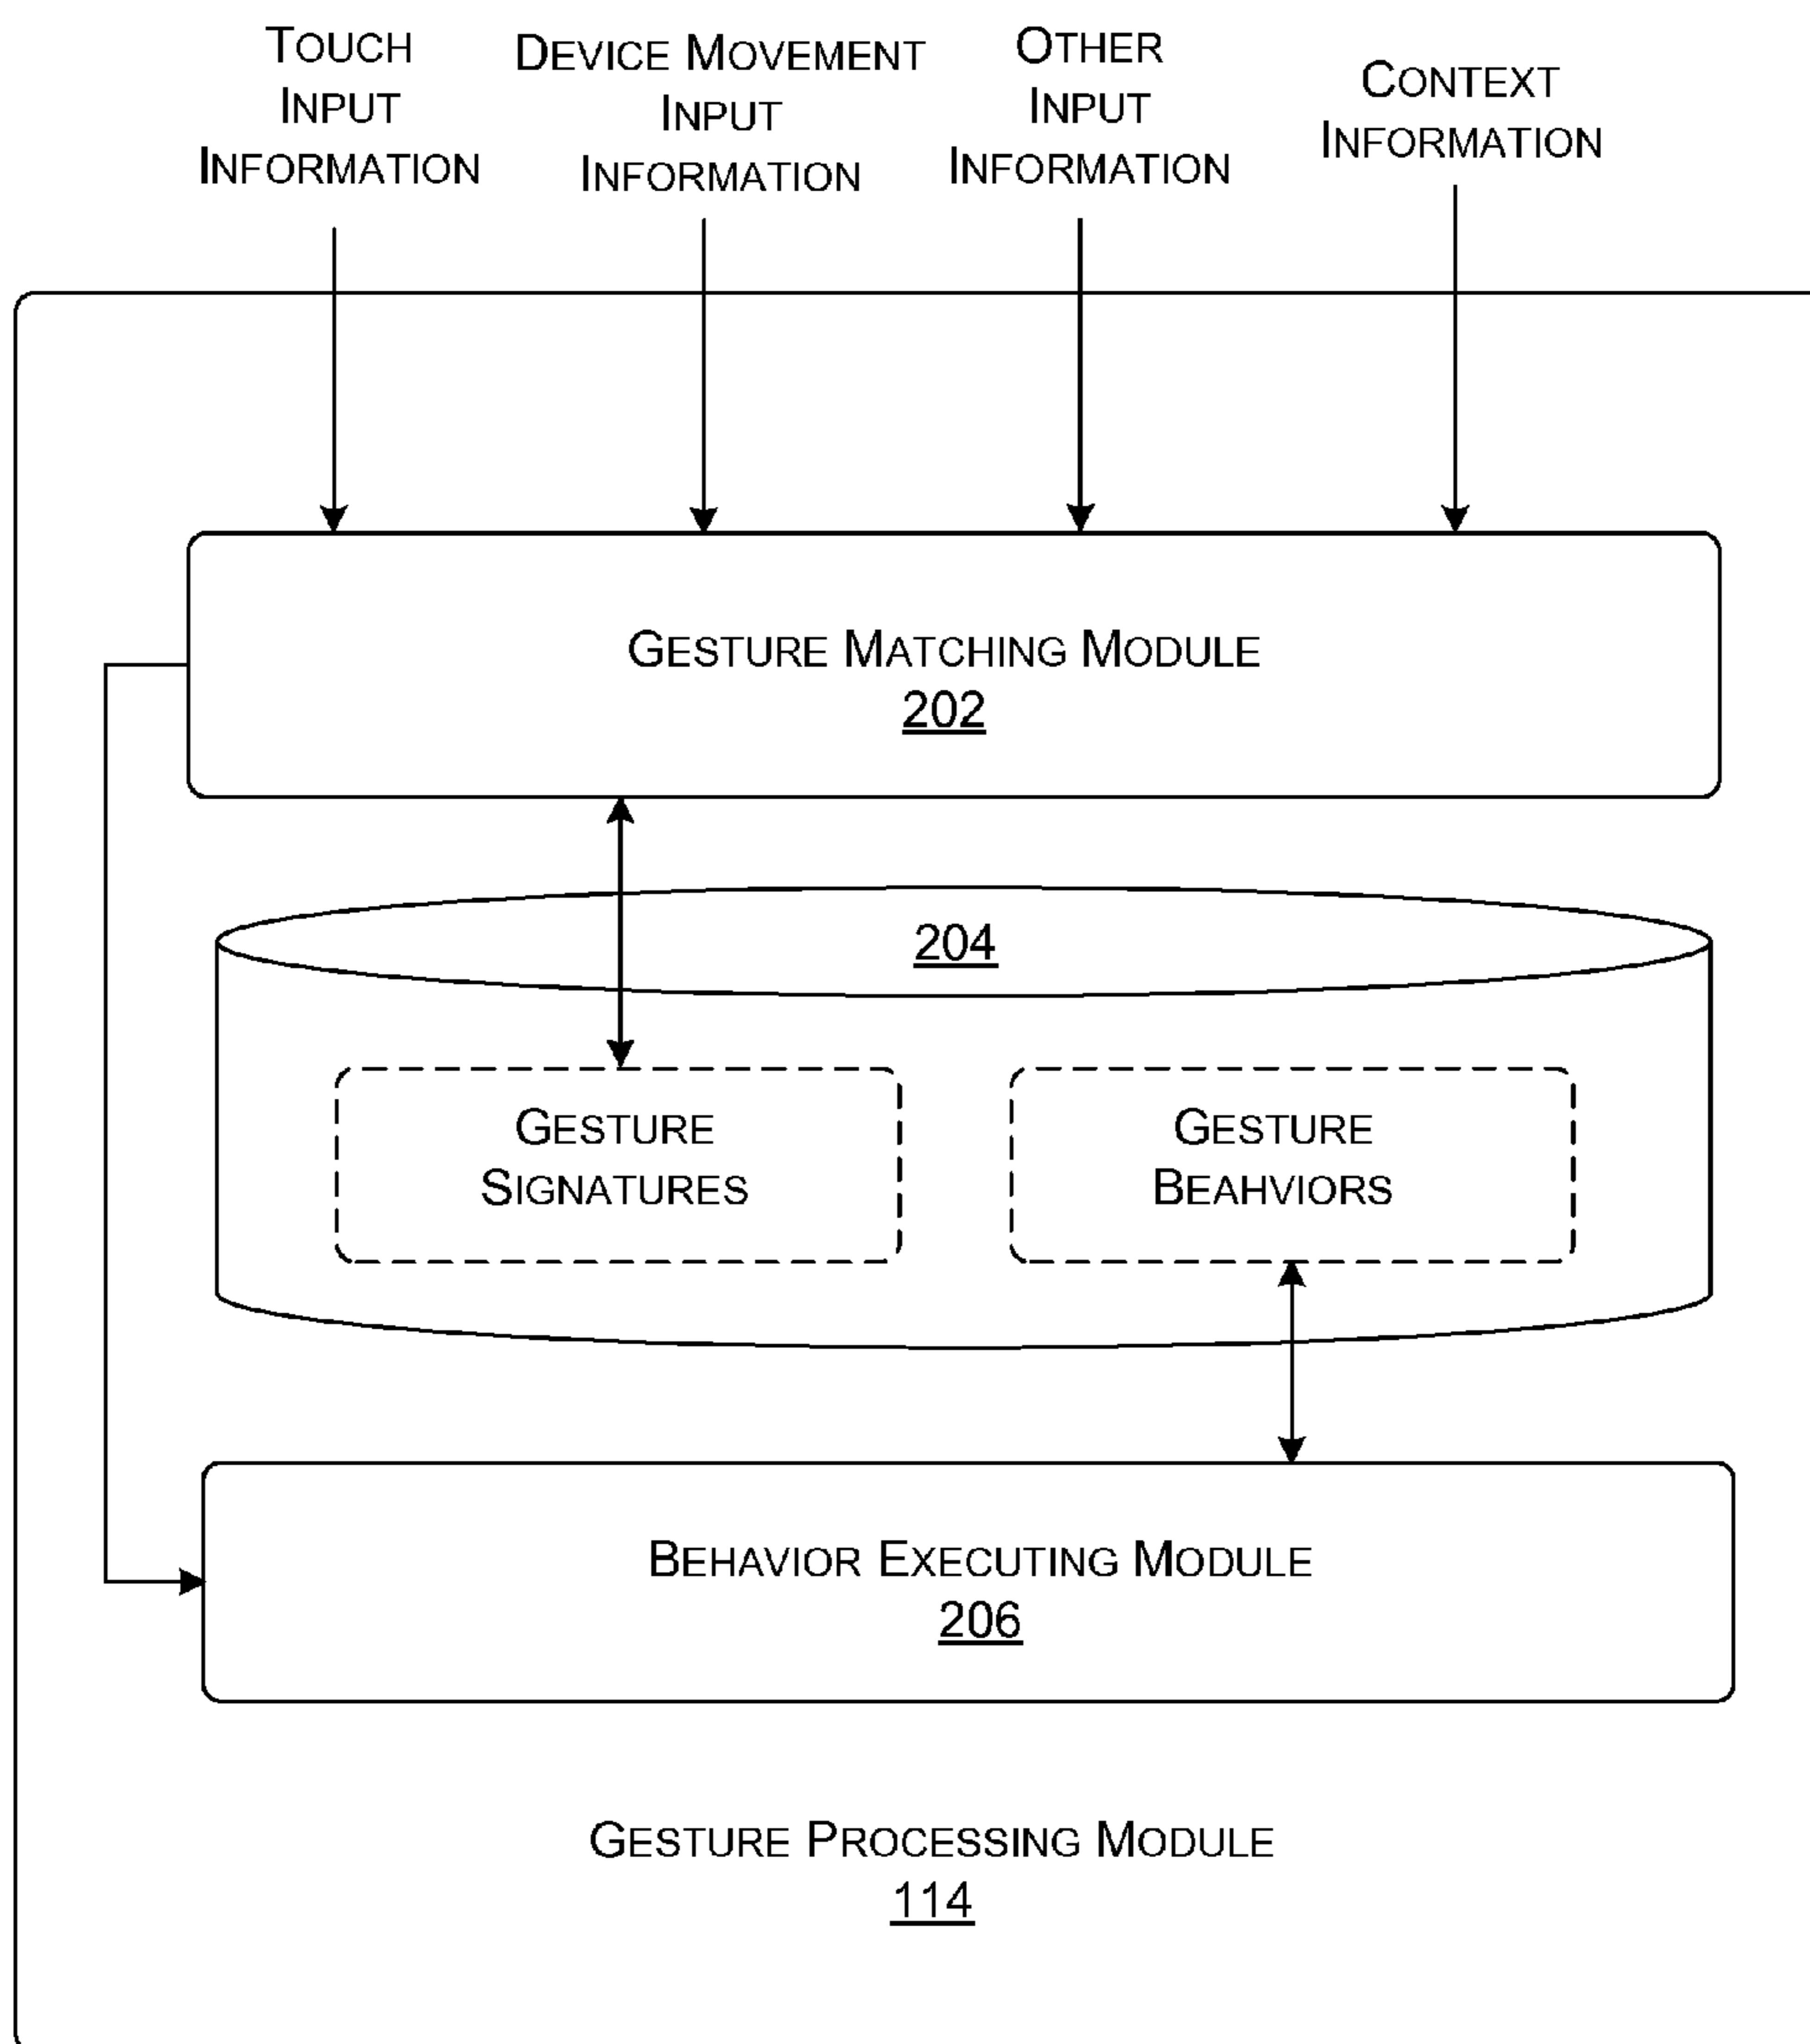 TOUCH
INPUT
INFORMATION
DEVICE MOVEMENT
INPUT
INFORMATION
OTHER
INPUT
INFORMATION
CONTEXT
INFORMATION
GESTURE MATCHING MODULE
202
204
GESTURE
SIGNATURES
GESTURE
BEAHVIORS
BEHAVIOR EXECUTING MODULE
206
GESTURE PROCESSING MODULE
114